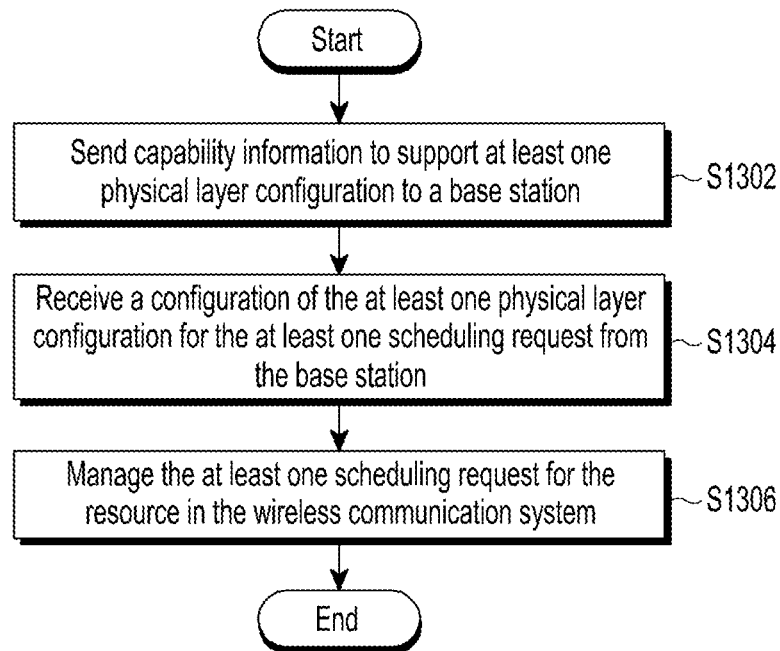 Start
Send capability information to support at least one
physical layer configuration to a base station
S1302
Receive a configuration of the at least one physical layer
configuration for the at least one scheduling request from
the base station
S1304
Manage the at least one scheduling request for the
resource in the wireless communication system
S1306
End